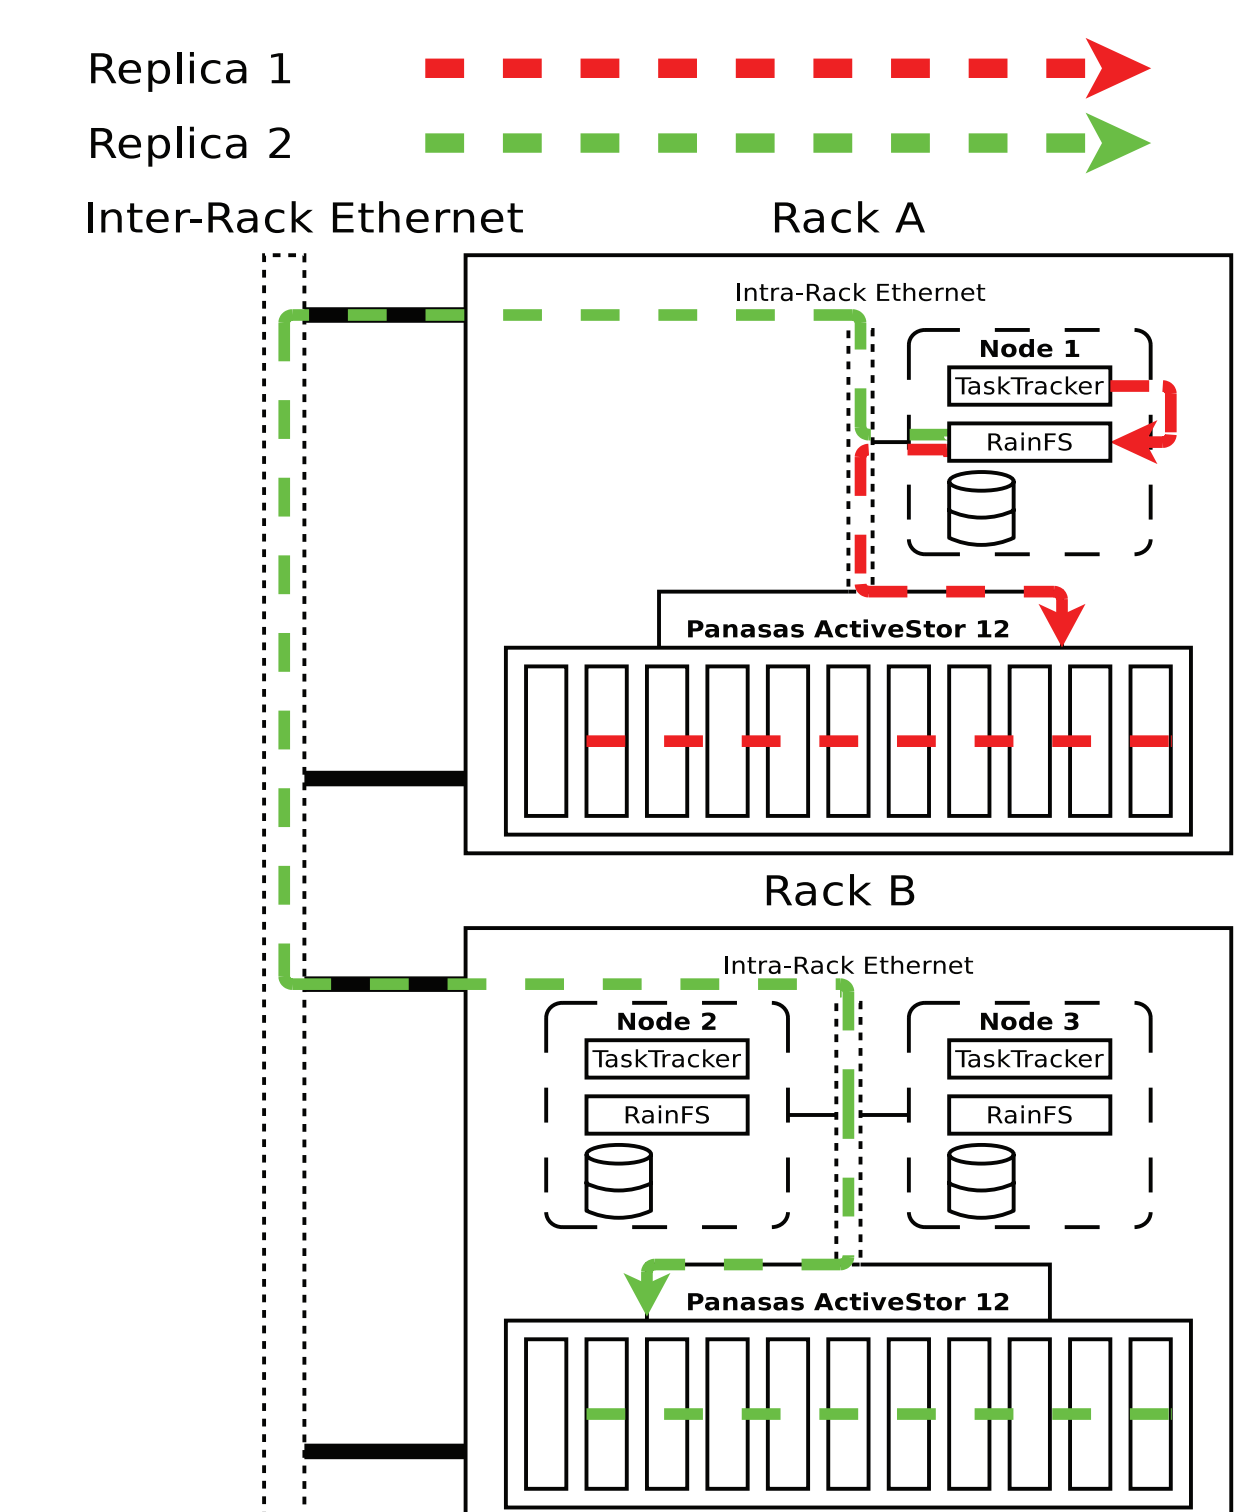 Replica 1
Replica 2
Inter-Rack Ethernet
Rack A
Intra-Rack Ethernet
Node 1
TaskTracker
RainFS
Panasas ActiveStor 12
Rack B
Intra-Rack Ethernet
Node 2
TaskTracker
RainFS
Node 3
TaskTracker
RainFS
Panasas ActiveStor 12